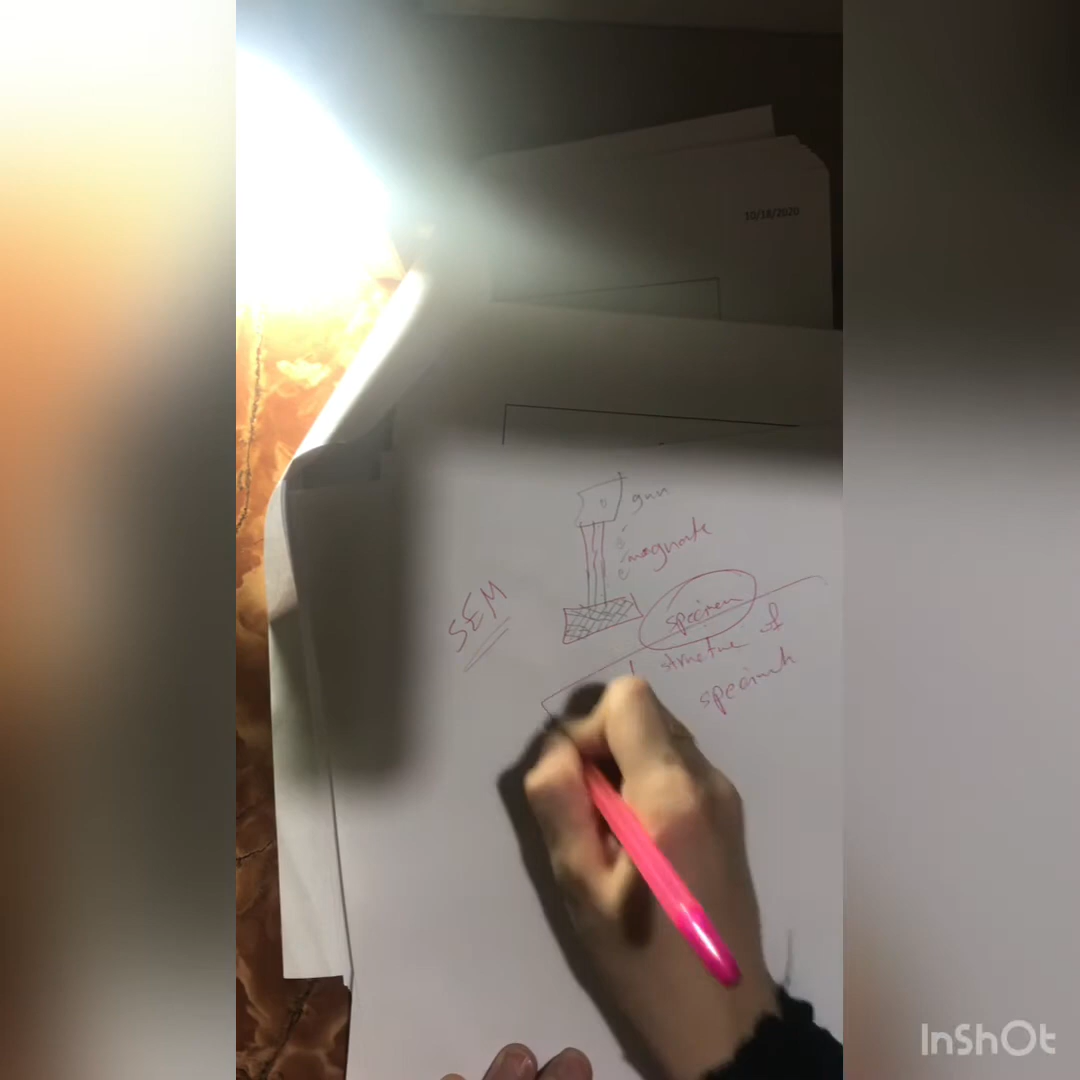 10/18/2020
gun
magnate
SEM
specimen
structure of
specimen
InShOt